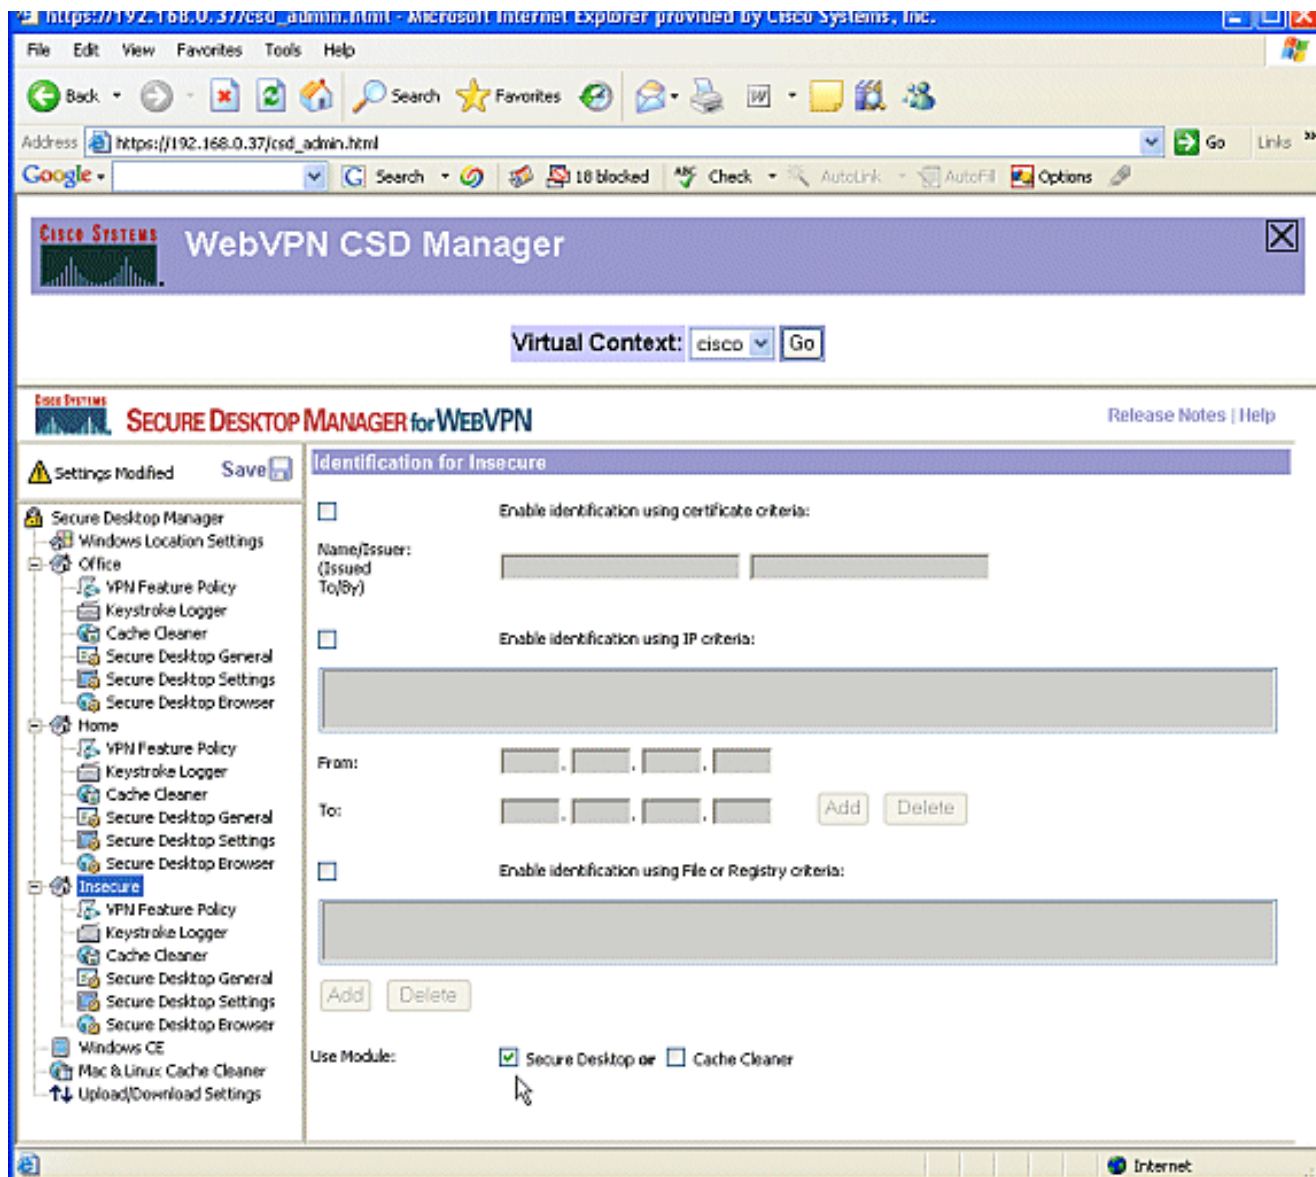 https://192.168.0.37/csd_admin.html - Microsoft Internet Explorer provided by Cisco Systems, Inc.
File Edit View Favorites Tools Help
Back Search Favorites
Address https://192.168.0.37/csd_admin.html Go Links »
Google Search 18 blocked ABC Check AutoLink AutoFill Options
CISCO SYSTEMS WebVPN CSD Manager
Virtual Context: cisco Go
CISCO SYSTEMS SECURE DESKTOP MANAGER for WEBVPN Release Notes | Help
Settings Modified Save
Secure Desktop Manager
Windows Location Settings
Office
VPN Feature Policy
Keystroke Logger
Cache Cleaner
Secure Desktop General
Secure Desktop Settings
Secure Desktop Browser
Home
VPN Feature Policy
Keystroke Logger
Cache Cleaner
Secure Desktop General
Secure Desktop Settings
Secure Desktop Browser
Insecure
VPN Feature Policy
Keystroke Logger
Cache Cleaner
Secure Desktop General
Secure Desktop Settings
Secure Desktop Browser
Windows CE
Mac & Linux Cache Cleaner
Upload/Download Settings
Identification for Insecure
Enable identification using certificate criteria:
Name/Issuer:
(Issued
To/By)
Enable identification using IP criteria:
From: . . .
To: . . . Add Delete
Enable identification using File or Registry criteria:
Add Delete
Use Module: Secure Desktop or Cache Cleaner
Internet